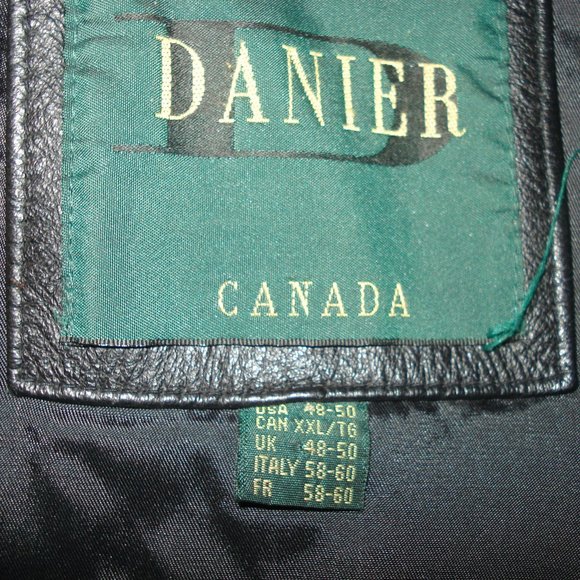 DANIER
CANADA
USA 48-50
CAN XXL/TG
UK 48-50
ITALY 58-60
FR 58-60